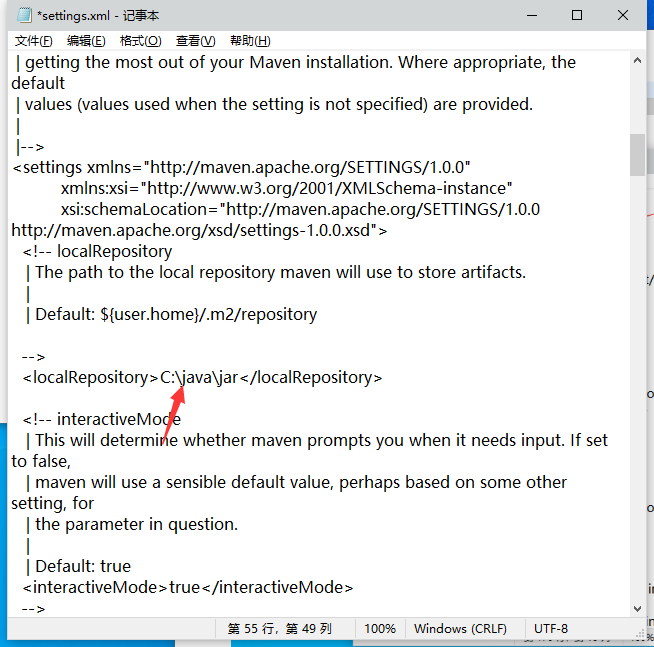 *settings.xml - 记事本
文件(F) 编辑(E) 格式(O) 查看(V) 帮助(H)
| getting the most out of your Maven installation. Where appropriate, the
default
| values (values used when the setting is not specified) are provided.
|
|-->
<settings xmlns="http://maven.apache.org/SETTINGS/1.0.0"
xmlns:xsi="http://www.w3.org/2001/XMLSchema-instance"
xsi:schemaLocation="http://maven.apache.org/SETTINGS/1.0.0
http://maven.apache.org/xsd/settings-1.0.0.xsd">
<!-- localRepository
| The path to the local repository maven will use to store artifacts.
|
| Default: ${user.home}/.m2/repository
-->
<localRepository>C:\java\jar</localRepository>
<!-- interactiveMode
| This will determine whether maven prompts you when it needs input. If set
to false,
| maven will use a sensible default value, perhaps based on some other
setting, for
| the parameter in question.
|
| Default: true
<interactiveMode>true</interactiveMode>
-->
第 55 行，第 49 列 100% Windows (CRLF) UTF-8